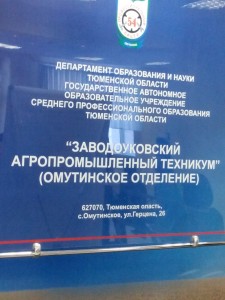 54
ДЕПАРТАМЕНТ ОБРАЗОВАНИЯ И НАУКИ
ТЮМЕНСКОЙ ОБЛАСТИ
ГОСУДАРСТВЕННОЕ АВТОНОМНОЕ
ОБРАЗОВАТЕЛЬНОЕ УЧРЕЖДЕНИЕ
СРЕДНЕГО ПРОФЕССИОНАЛЬНОГО ОБРАЗОВАНИЯ
ТЮМЕНСКОЙ ОБЛАСТИ
"ЗАВОДОУКОВСКИЙ
АГРОПРОМЫШЛЕННЫЙ ТЕХНИКУМ"
(ОМУТИНСКОЕ ОТДЕЛЕНИЕ)
627070, Тюменская область,
с.Омутинское, ул.Герцена, 26